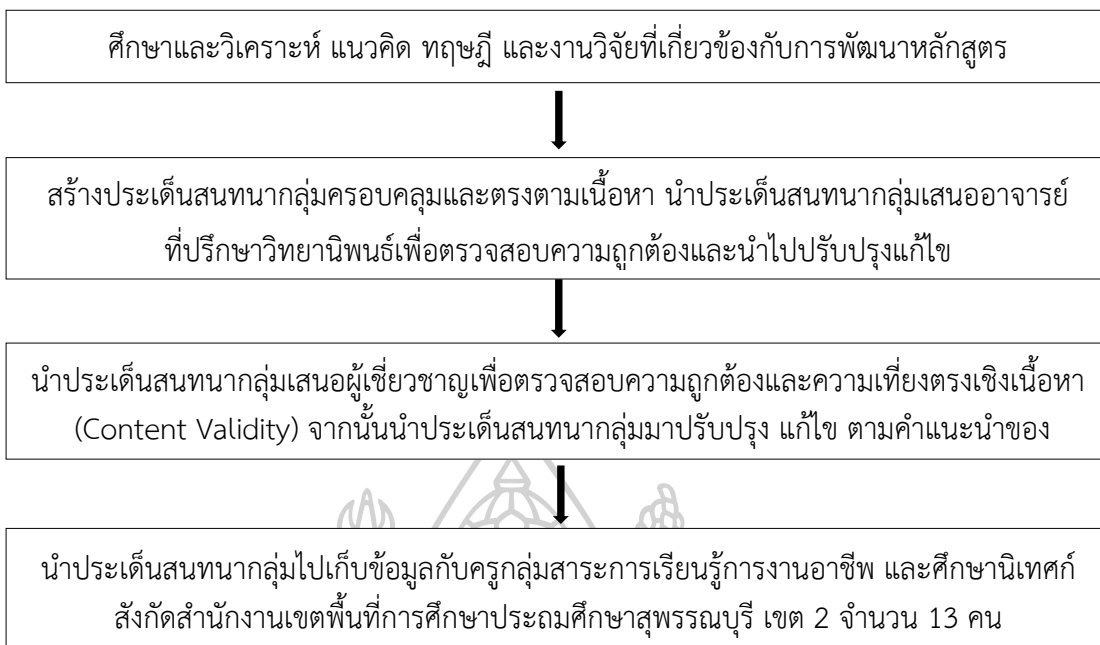 ศึกษาและวิเคราะห์ แนวคิด ทฤษฎี และงานวิจัยที่เกี่ยวข้องกับการพัฒนาหลักสูตร
สร้างประเด็นสนทนากลุ่มครอบคลุมและตรงตามเนื้อหา นำประเด็นสนทนากลุ่มเสนออาจารย์
ที่ปรึกษาวิทยานิพนธ์เพื่อตรวจสอบความถูกต้องและนำไปปรับปรุงแก้ไข
นำประเด็นสนทนากลุ่มเสนอผู้เชี่ยวชาญเพื่อตรวจสอบความถูกต้องและความเที่ยงตรงเชิงเนื้อหา
(Content Validity) จากนั้นนำประเด็นสนทนากลุ่มมาปรับปรุง แก้ไข ตามคำแนะนำของ
นำประเด็นสนทนากลุ่มไปเก็บข้อมูลกับครูกลุ่มสาระการเรียนรู้การงานอาชีพ และศึกษานิเทศก์
สังกัดสำนักงานเขตพื้นที่การศึกษาประถมศึกษาสุพรรณบุรี เขต 2 จำนวน 13 คน